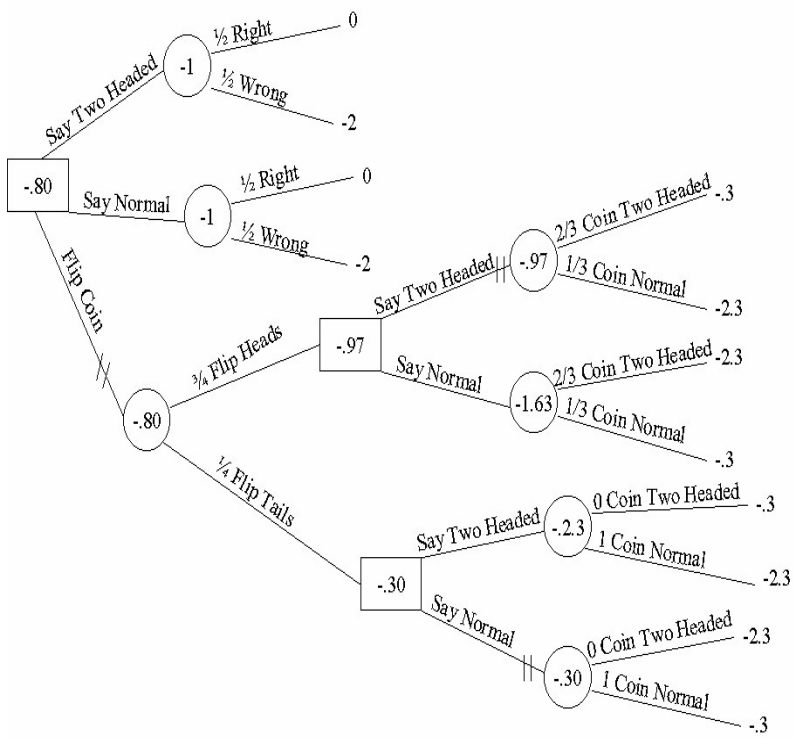 ½ Right
0
-1
½ Wrong
-2
Say Two Headed
-.80
Say Normal
½ Right
0
-1
½ Wrong
-2
Flip Coin
-.80
¾ Flip Heads
-.97
Say Two Headed
-.97
2/3 Coin Two Headed
-.3
1/3 Coin Normal
-2.3
Say Normal
-1.63
2/3 Coin Two Headed
-2.3
1/3 Coin Normal
-.3
¼ Flip Tails
-.30
Say Two Headed
-.2.3
0 Coin Two Headed
-.3
1 Coin Normal
-2.3
Say Normal
-.30
0 Coin Two Headed
-2.3
1 Coin Normal
-.3